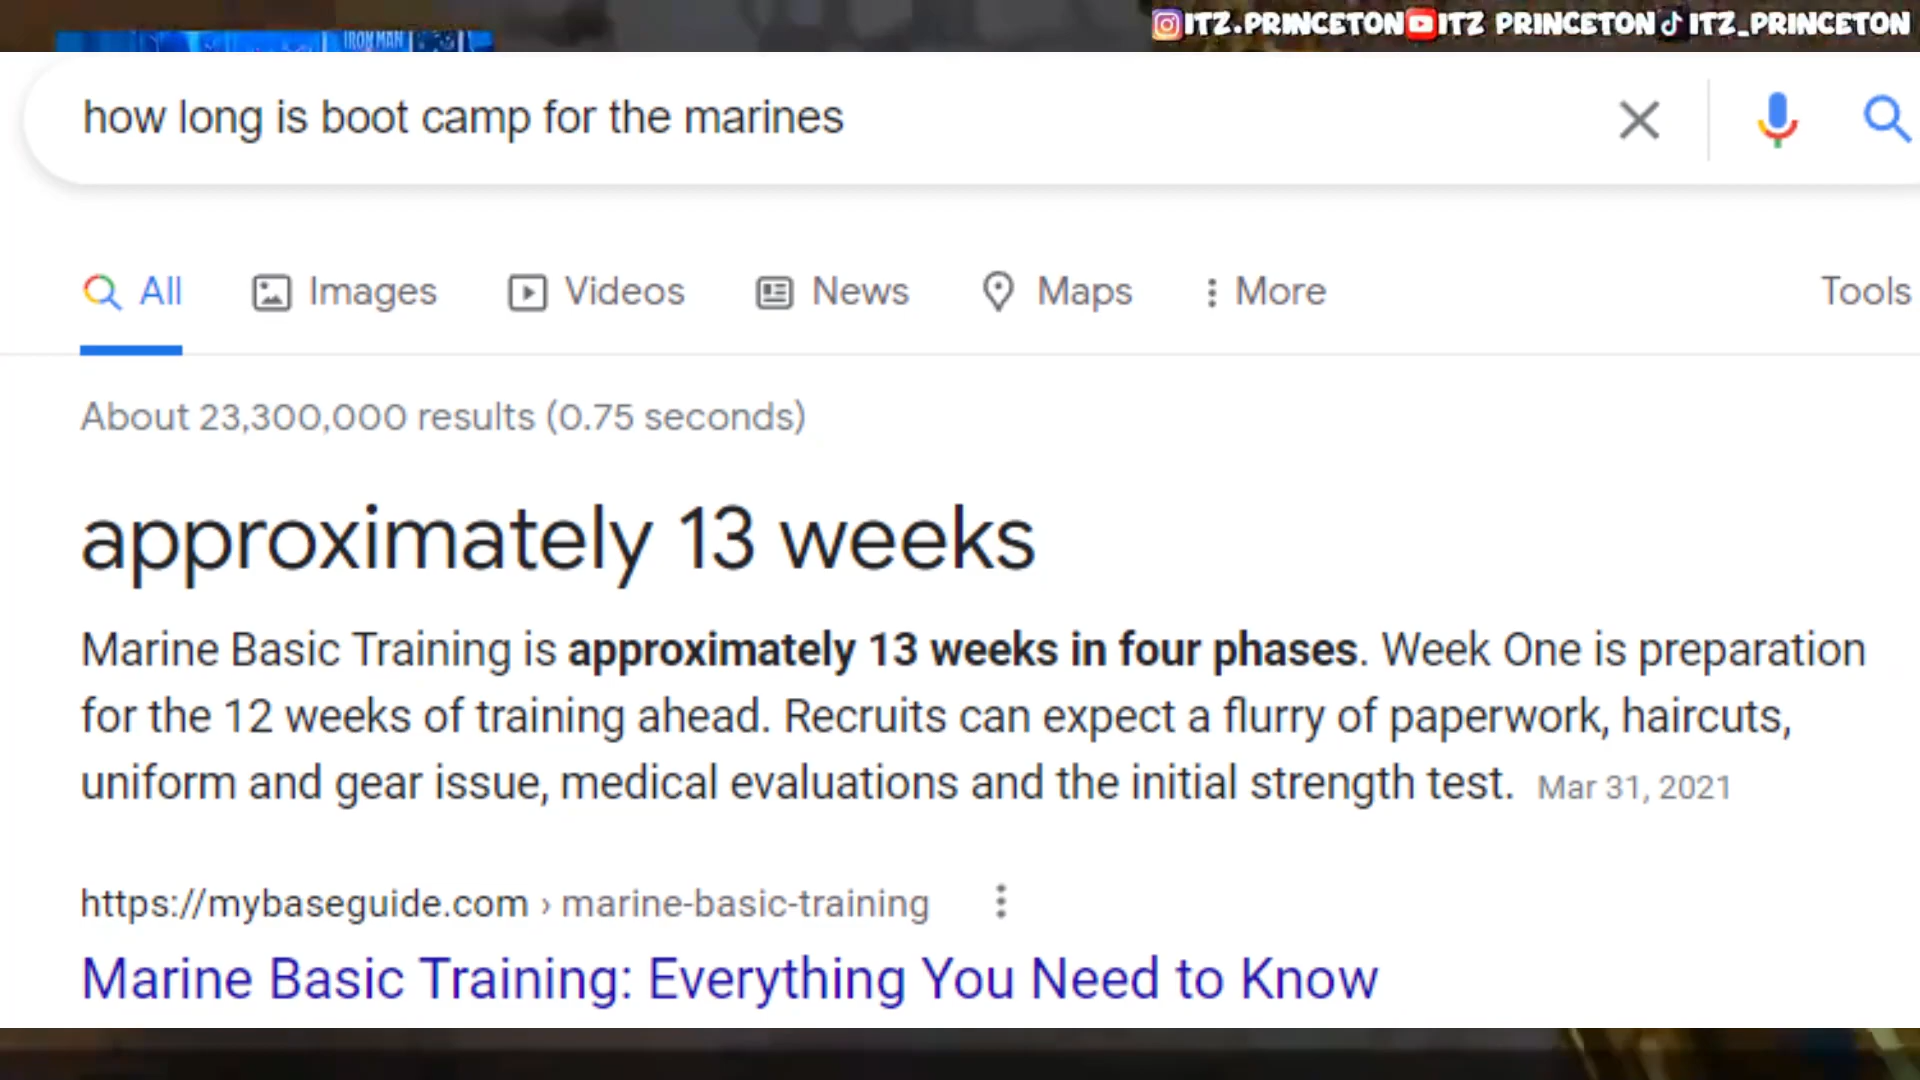 IRON MAN
ITZ.PRINCETON ITZ PRINCETON ITZ_PRINCETON
how long is boot camp for the marines
All Images Videos News Maps More Tools
About 23,300,000 results (0.75 seconds)
approximately 13 weeks
Marine Basic Training is approximately 13 weeks in four phases. Week One is preparation
for the 12 weeks of training ahead. Recruits can expect a flurry of paperwork, haircuts,
uniform and gear issue, medical evaluations and the initial strength test. Mar 31, 2021
https://mybaseguide.com › marine-basic-training
Marine Basic Training: Everything You Need to Know